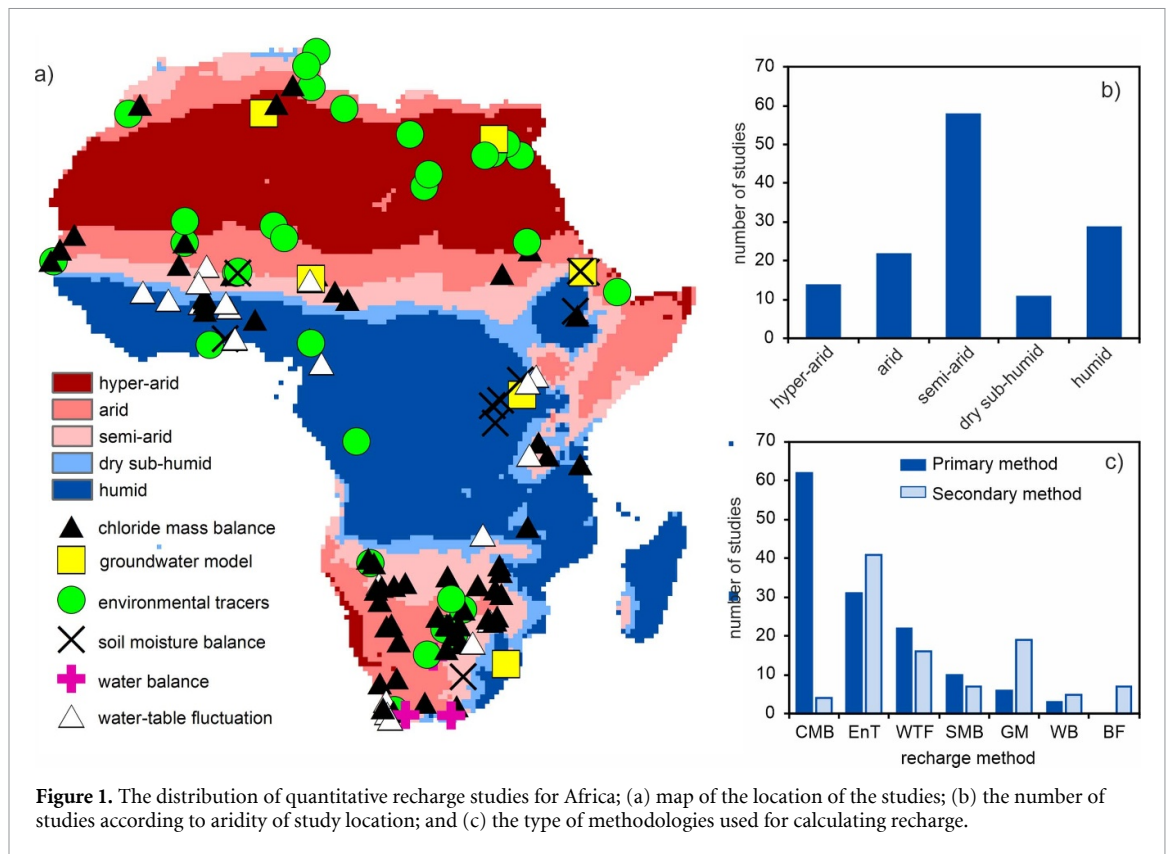 a)
hyper-arid
arid
semi-arid
dry sub-humid
humid
chloride mass balance
groundwater model
environmental tracers
soil moisture balance
water balance
water-table fluctuation
b)
number of studies
70
60
50
40
30
20
10
0
hyper-arid
arid
semi-arid
dry sub-humid
humid
c)
Primary method
Secondary method
number of studies
70
60
50
40
30
20
10
0
CMB EnT WTF SMB GM WB BF
recharge method
Figure 1. The distribution of quantitative recharge studies for Africa; (a) map of the location of the studies; (b) the number of
studies according to aridity of study location; and (c) the type of methodologies used for calculating recharge.